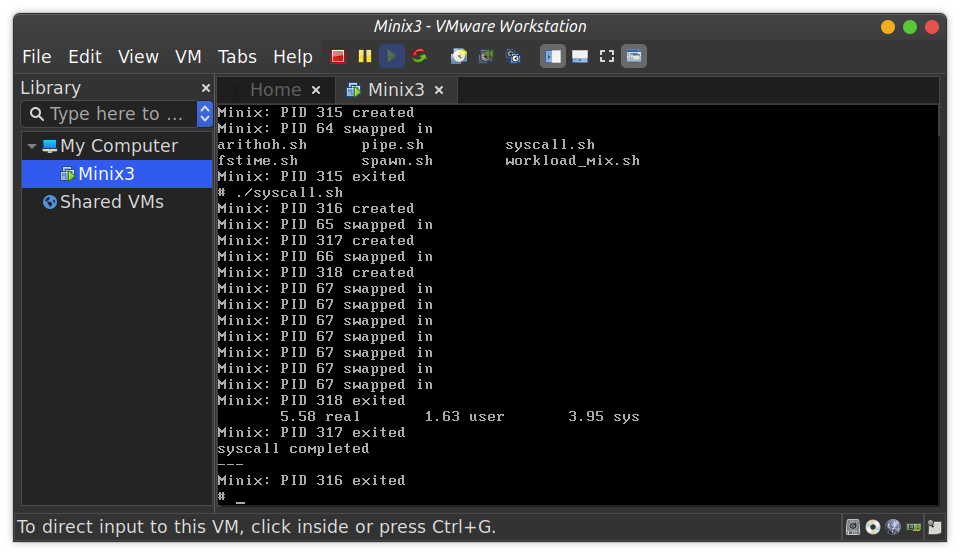 Minix3 - VMware Workstation
File Edit View VM Tabs Help
Library
Type here to ...
My Computer
Minix3
Shared VMs
Home
Minix3
Minix: PID 315 created
Minix: PID 64 swapped in
arithoh.sh pipe.sh syscall.sh
fstime.sh spawn.sh workload_mix.sh
Minix: PID 315 exited
# ./syscall.sh
Minix: PID 316 created
Minix: PID 65 swapped in
Minix: PID 317 created
Minix: PID 66 swapped in
Minix: PID 318 created
Minix: PID 67 swapped in
Minix: PID 67 swapped in
Minix: PID 67 swapped in
Minix: PID 67 swapped in
Minix: PID 67 swapped in
Minix: PID 67 swapped in
Minix: PID 67 swapped in
Minix: PID 318 exited
5.58 real 1.63 user 3.95 sys
Minix: PID 317 exited
syscall completed
---
Minix: PID 316 exited
# _
To direct input to this VM, click inside or press Ctrl+G.